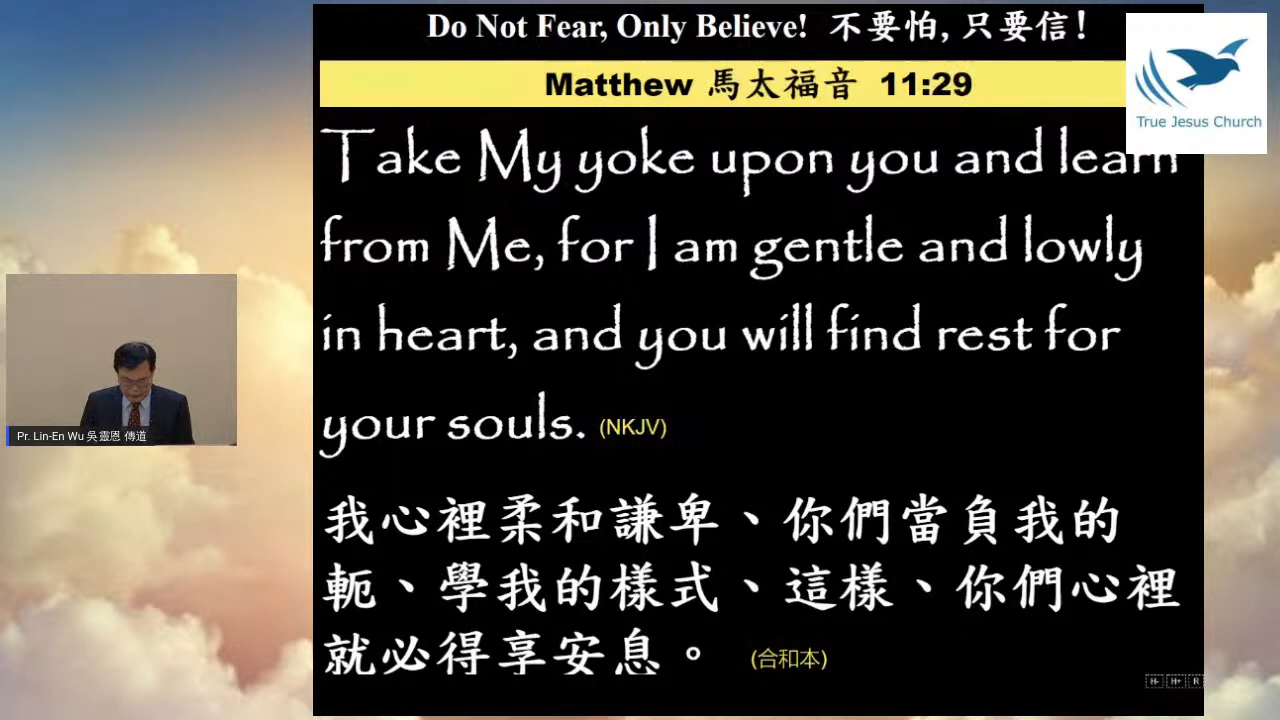 Do Not Fear, Only Believe! 不要怕, 只要信!
Matthew 馬太福音 11:29
True Jesus Church
Take My yoke upon you and learn
from Me, for I am gentle and lowly
in heart, and you will find rest for
your souls. (NKJV)
Pr. Lin-En Wu 吳靈恩 傳道
我心裡柔和謙卑、你們當負我的
軛、學我的樣式、這樣、你們心裡
就必得享安息。 (合和本)
H- H+ R